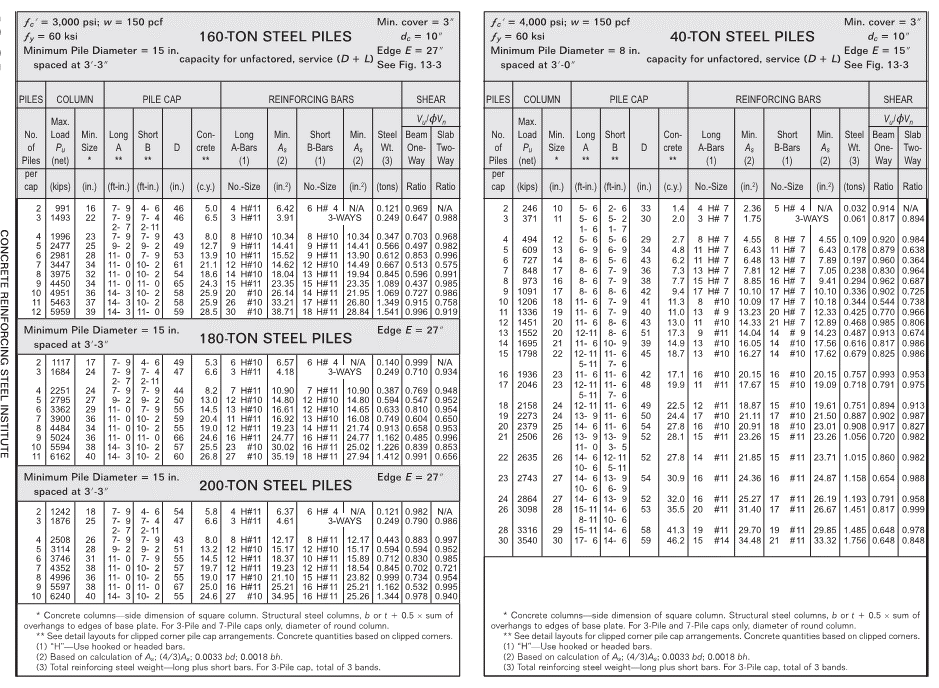 CONCRETE REINFORCING STEEL INSTITUTE
fc′ = 3,000 psi; w = 150 pcf
fy = 60 ksi
Minimum Pile Diameter = 15 in.
spaced at 3′-3″
160-TON STEEL PILES
capacity for unfactored, service (D + L)
Min. cover = 3″
dc = 10″
Edge E = 27″
See Fig. 13-3
PILES COLUMN PILE CAP REINFORCING BARS SHEAR
Vu/ϕVn
No. of Piles per cap
Max. Load Pu (net) (kips)
Min. Size * (in.)
Long A ** (ft-in.)
Short B ** (ft-in.)
D (in.)
Con-crete ** (c.y.)
Long A-Bars (1) No.-Size
Min. As (2) (in.²)
Short B-Bars (1) No.-Size
Min. As (2) (in.²)
Steel Wt. (3) (tons)
Beam One-Way Ratio
Slab Two-Way Ratio
2 991 16 7- 9 4- 6 46 5.0 4 H#11 6.42 6 H# 4 N/A 0.121 0.969 N/A
3 1493 22 7- 9 7- 4 46 6.5 3 H#11 3.91 3-WAYS 0.249 0.647 0.988
2- 7 2-11
4 1996 23 7- 9 7- 9 43 8.0 8 H#10 10.34 8 H#10 10.34 0.347 0.703 0.968
5 2477 25 9- 2 9- 2 49 12.7 9 H#11 14.41 9 H#11 14.41 0.566 0.497 0.982
6 2981 28 11- 0 7- 9 53 13.9 10 H#11 15.52 9 H#11 13.90 0.612 0.853 0.996
7 3447 34 11- 0 10- 2 61 21.1 12 H#10 14.62 12 H#10 14.49 0.667 0.513 0.575
8 3975 32 11- 0 10- 2 54 18.6 14 H#10 18.04 13 H#11 19.94 0.845 0.596 0.991
9 4450 34 11- 0 11- 0 65 24.3 15 H#11 23.35 15 H#11 23.35 1.089 0.437 0.985
10 4951 36 14- 3 10- 2 58 25.9 20 H#10 26.14 14 H#11 21.95 1.069 0.727 0.986
11 5463 37 14- 3 10- 2 58 25.9 26 H#10 33.21 17 H#11 26.80 1.349 0.915 0.758
12 5959 39 14- 3 11- 0 59 28.5 30 #10 38.71 18 H#11 28.84 1.541 0.996 0.919
Minimum Pile Diameter = 15 in.
spaced at 3′-3″
180-TON STEEL PILES
Edge E = 27″
2 1117 17 7- 9 4- 6 49 5.3 6 H#10 6.57 6 H# 4 N/A 0.140 0.999 N/A
3 1684 24 7- 9 7- 4 47 6.6 3 H#11 4.18 3-WAYS 0.249 0.710 0.934
2- 7 2-11
4 2251 24 7- 9 7- 9 44 8.2 7 H#11 10.90 7 H#11 10.90 0.387 0.769 0.948
5 2795 27 9- 2 9- 2 50 13.0 12 H#10 14.80 12 H#10 14.80 0.594 0.547 0.952
6 3362 29 11- 0 7- 9 55 14.5 13 H#10 16.61 12 H#10 14.65 0.633 0.810 0.954
7 3900 36 11- 0 10- 2 59 20.4 11 H#11 16.92 13 H#10 16.08 0.749 0.604 0.650
8 4484 34 11- 0 10- 2 55 19.0 12 H#11 19.23 14 H#11 21.74 0.913 0.658 0.953
9 5024 36 11- 0 11- 0 66 24.6 16 H#11 24.77 16 H#11 24.77 1.162 0.485 0.996
10 5594 38 14- 3 10- 2 57 25.5 23 H#10 30.02 16 H#11 25.02 1.226 0.839 0.853
11 6162 40 14- 3 10- 2 60 26.8 27 #10 35.19 18 H#11 27.94 1.412 0.991 0.656
Minimum Pile Diameter = 15 in.
spaced at 3′-3″
200-TON STEEL PILES
Edge E = 27″
2 1242 18 7- 9 4- 6 54 5.8 4 H#11 6.37 6 H# 4 N/A 0.121 0.982 N/A
3 1876 25 7- 9 7- 4 47 6.6 3 H#11 4.61 3-WAYS 0.249 0.790 0.986
2- 7 2-11
4 2508 26 7- 9 7- 9 43 8.0 8 H#11 12.17 8 H#11 12.17 0.443 0.883 0.997
5 3114 28 9- 2 9- 2 51 13.2 12 H#10 15.17 12 H#10 15.17 0.594 0.594 0.952
6 3746 31 11- 0 7- 9 55 14.5 12 H#11 18.37 10 H#11 15.89 0.712 0.830 0.985
7 4352 38 11- 0 10- 2 57 19.7 12 H#11 19.23 12 H#11 18.54 0.845 0.702 0.721
8 4996 36 11- 0 10- 2 55 19.0 17 H#10 21.10 15 H#11 23.82 0.999 0.734 0.954
9 5597 38 11- 0 11- 0 67 25.0 16 H#11 25.21 16 H#11 25.21 1.162 0.532 0.995
10 6240 40 14- 3 10- 2 55 24.6 27 #10 34.95 16 H#11 25.26 1.344 0.978 0.940
* Concrete columns—side dimension of square column. Structural steel columns, b or t + 0.5 × sum of
overhangs to edges of base plate. For 3-Pile and 7-Pile caps only, diameter of round column.
** See detail layouts for clipped corner pile cap arrangements. Concrete quantities based on clipped corners.
(1) “H”—Use hooked or headed bars.
(2) Based on calculation of As; (4/3)As; 0.0033 bd; 0.0018 bh.
(3) Total reinforcing steel weight—long plus short bars. For 3-Pile cap, total of 3 bands.
fc′ = 4,000 psi; w = 150 pcf
fy = 60 ksi
Minimum Pile Diameter = 8 in.
spaced at 3′-0″
40-TON STEEL PILES
capacity for unfactored, service (D + L)
Min. cover = 3″
dc = 10″
Edge E = 15″
See Fig. 13-3
PILES COLUMN PILE CAP REINFORCING BARS SHEAR
Vu/ϕVn
No. of Piles per cap
Max. Load Pu (net) (kips)
Min. Size * (in.)
Long A ** (ft-in.)
Short B ** (ft-in.)
D (in.)
Con-crete ** (c.y.)
Long A-Bars (1) No.-Size
Min. As (2) (in.²)
Short B-Bars (1) No.-Size
Min. As (2) (in.²)
Steel Wt. (3) (tons)
Beam One-Way Ratio
Slab Two-Way Ratio
2 246 10 5- 6 2- 6 33 1.4 4 H# 7 2.36 5 H# 4 N/A 0.032 0.914 N/A
3 371 11 5- 6 5- 2 30 2.0 3 H# 7 1.75 3-WAYS 0.061 0.817 0.894
1- 6 1- 7
4 494 12 5- 6 5- 6 29 2.7 8 H# 7 4.55 8 H# 7 4.55 0.109 0.920 0.984
5 609 13 6- 9 6- 9 34 4.8 11 H# 7 6.43 11 H# 7 6.43 0.178 0.879 0.638
6 727 14 8- 6 5- 6 43 6.2 11 H# 7 6.48 13 H# 7 7.89 0.197 0.960 0.364
7 848 17 8- 6 7- 9 36 7.3 13 H# 7 7.81 12 H# 7 7.05 0.238 0.830 0.964
8 973 16 8- 6 7- 9 38 7.7 15 H# 7 8.85 16 H# 7 9.41 0.294 0.962 0.687
9 1091 17 8- 6 8- 6 42 9.4 17 H# 7 10.10 17 H# 7 10.10 0.336 0.902 0.725
10 1206 18 11- 6 7- 9 41 11.3 8 #10 10.09 17 H# 7 10.18 0.344 0.544 0.738
11 1336 19 11- 6 7- 9 40 11.0 13 # 9 13.23 20 H# 7 12.33 0.425 0.770 0.966
12 1451 20 11- 6 8- 6 43 13.0 11 #10 14.33 21 H# 7 12.89 0.468 0.985 0.806
13 1552 20 12-11 8- 6 51 17.3 9 #11 14.04 14 # 9 14.23 0.487 0.913 0.674
14 1695 21 11- 6 10- 6 39 14.9 13 #10 16.05 14 #10 17.56 0.616 0.817 0.986
15 1798 22 12-11 11- 6 45 18.7 13 #10 16.27 14 #10 17.62 0.679 0.825 0.986
5-11 7- 6
16 1936 23 11- 6 11- 6 42 17.1 16 #10 20.15 16 #10 20.15 0.757 0.993 0.953
17 2046 23 12-11 11- 6 48 19.9 11 #11 17.67 15 #10 19.09 0.718 0.791 0.975
5-11 7- 6
18 2158 24 12-11 11- 6 49 22.5 12 #11 18.87 15 #10 19.61 0.751 0.894 0.913
19 2273 24 13- 9 11- 6 50 24.4 17 #10 21.11 17 #10 21.50 0.887 0.902 0.987
20 2379 25 14- 6 11- 6 54 27.8 16 #10 20.91 18 #10 23.01 0.908 0.917 0.827
21 2506 26 13- 9 13- 9 52 28.1 15 #11 23.26 15 #11 23.26 1.056 0.720 0.982
11- 0 3- 5
22 2635 26 14- 6 12-11 52 27.8 14 #11 21.85 15 #11 23.71 1.015 0.860 0.982
10- 6 5-11
23 2743 27 14- 6 13- 9 54 30.9 16 #11 24.36 16 #11 24.87 1.158 0.654 0.988
10- 6 6- 9
24 2864 27 14- 6 13- 9 52 32.0 16 #11 25.27 17 #11 26.19 1.193 0.791 0.958
26 3098 28 15-11 14- 6 53 35.5 20 #11 31.40 17 #11 26.67 1.451 0.817 0.999
8-11 10- 6
28 3316 29 15-11 14- 6 58 41.3 19 #11 29.70 19 #11 29.85 1.485 0.648 0.978
30 3540 30 17- 6 14- 6 59 46.2 15 #14 34.48 21 #11 33.32 1.756 0.648 0.848
* Concrete columns—side dimension of square column. Structural steel columns, b or t + 0.5 × sum of
overhangs to edges of base plate. For 3-Pile and 7-Pile caps only, diameter of round column.
** See detail layouts for clipped corner pile cap arrangements. Concrete quantities based on clipped corners.
(1) “H”—Use hooked or headed bars.
(2) Based on calculation of As; (4/3)As; 0.0033 bd; 0.0018 bh.
(3) Total reinforcing steel weight—long plus short bars. For 3-Pile cap, total of 3 bands.